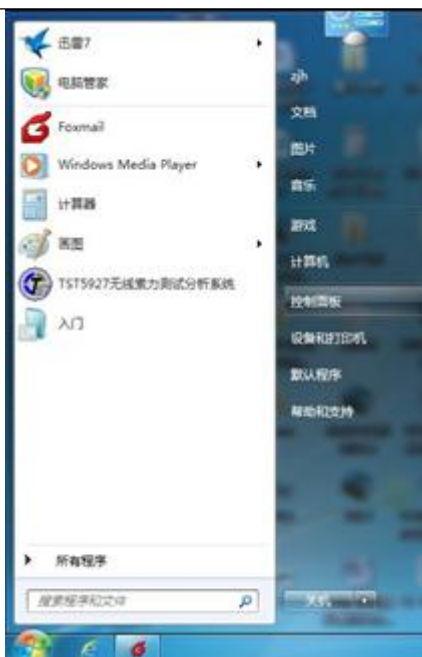 迅雷7
电脑管家
Foxmail
Windows Media Player
计算器
画图
TST5927无线索力测试分析系统
入门
所有程序
搜索程序和文件
zjh
文档
图片
音乐
游戏
计算机
控制面板
设备和打印机
默认程序
帮助和支持
关机